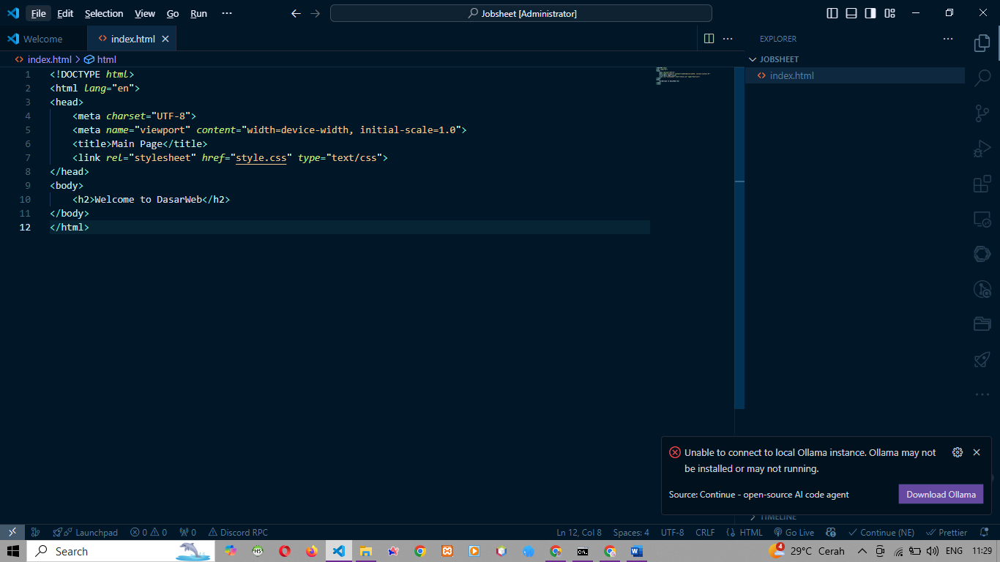 File Edit Selection View Go Run ··· Jobsheet [Administrator]
Welcome index.html
index.html > html
1 <!DOCTYPE html>
2 <html lang="en">
3 <head>
4 <meta charset="UTF-8">
5 <meta name="viewport" content="width=device-width, initial-scale=1.0">
6 <title>Main Page</title>
7 <link rel="stylesheet" href="style.css" type="text/css">
8 </head>
9 <body>
10 <h2>Welcome to DasarWeb</h2>
11 </body>
12 </html>
EXPLORER
JOBSHEET
index.html
Unable to connect to local Ollama instance. Ollama may not
be installed or may not running.
Source: Continue - open-source AI code agent Download Ollama
TIMELINE
Launchpad 0 0 0 Discord RPC Ln 12, Col 8 Spaces: 4 UTF-8 CRLF HTML Go Live Continue (NE) Prettier
Search HS 4 29°C Cerah ENG 11:29